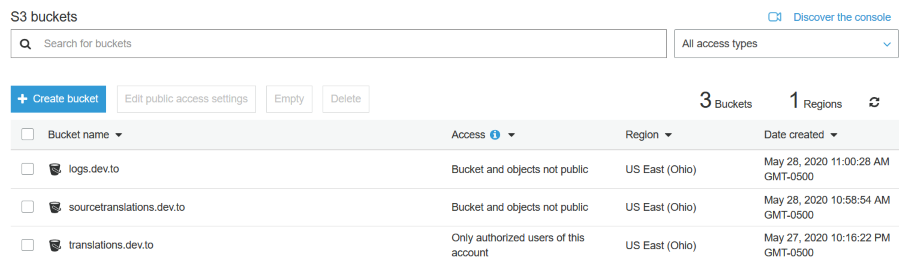 S3 buckets
Discover the console
Search for buckets
All access types
Create bucket
Edit public access settings
Empty
Delete
3 Buckets
1 Regions
Bucket name
Access
Region
Date created
logs.dev.to
Bucket and objects not public
US East (Ohio)
May 28, 2020 11:00:28 AM
GMT-0500
sourcetranslations.dev.to
Bucket and objects not public
US East (Ohio)
May 28, 2020 10:58:54 AM
GMT-0500
translations.dev.to
Only authorized users of this
account
US East (Ohio)
May 27, 2020 10:16:22 PM
GMT-0500